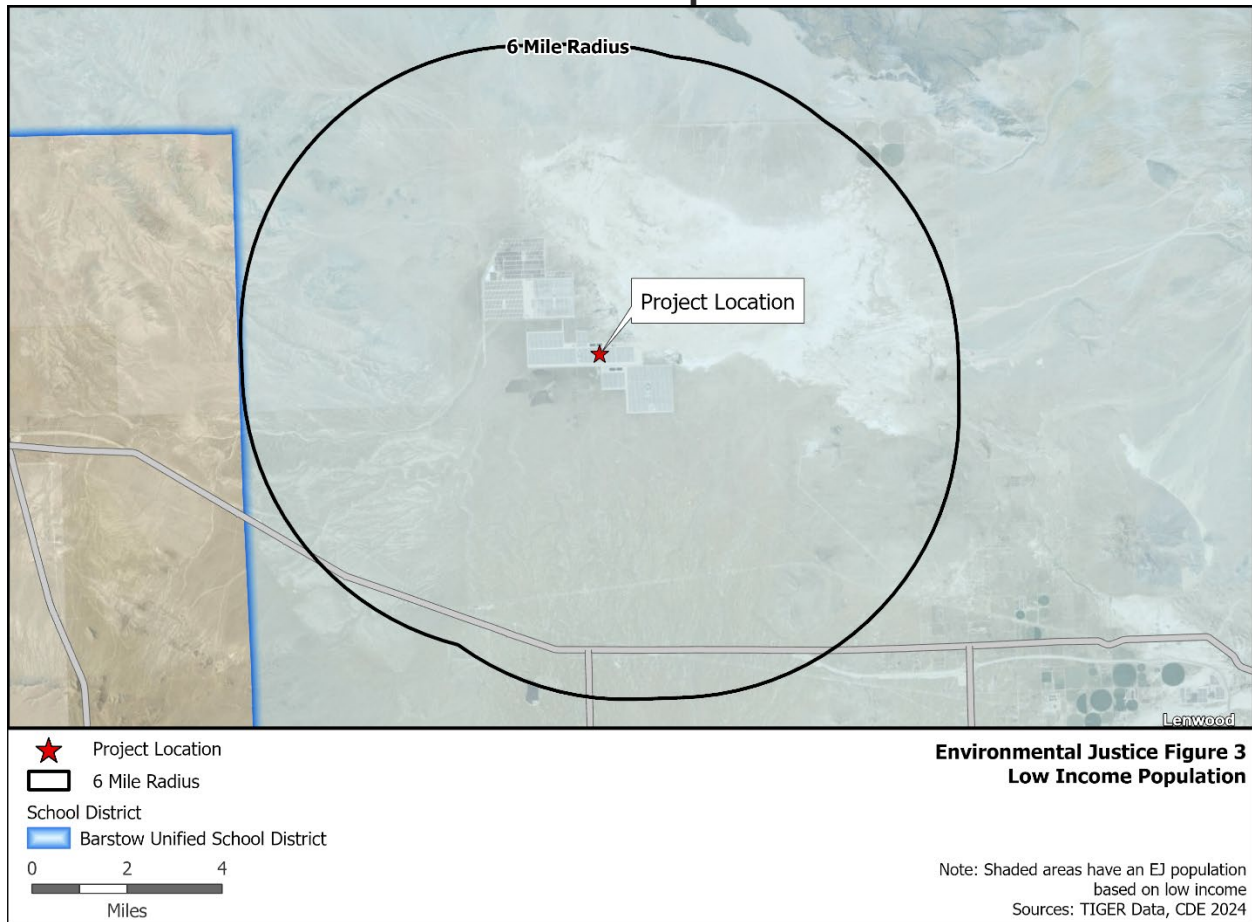 6 Mile Radius
Project Location
Lenwood
Project Location
6 Mile Radius
School District
Barstow Unified School District
0 2 4
Miles
Environmental Justice Figure 3
Low Income Population
Note: Shaded areas have an EJ population
based on low income
Sources: TIGER Data, CDE 2024